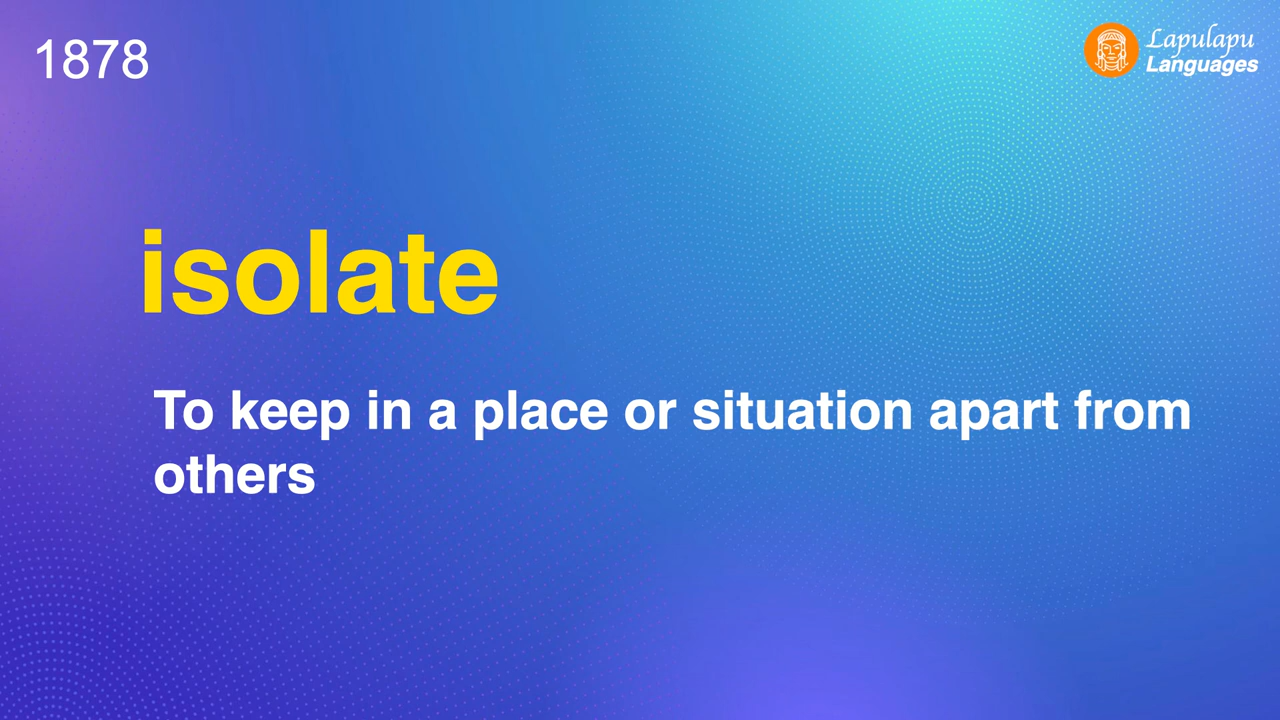 1878
Lapulapu
Languages
isolate
To keep in a place or situation apart from
others